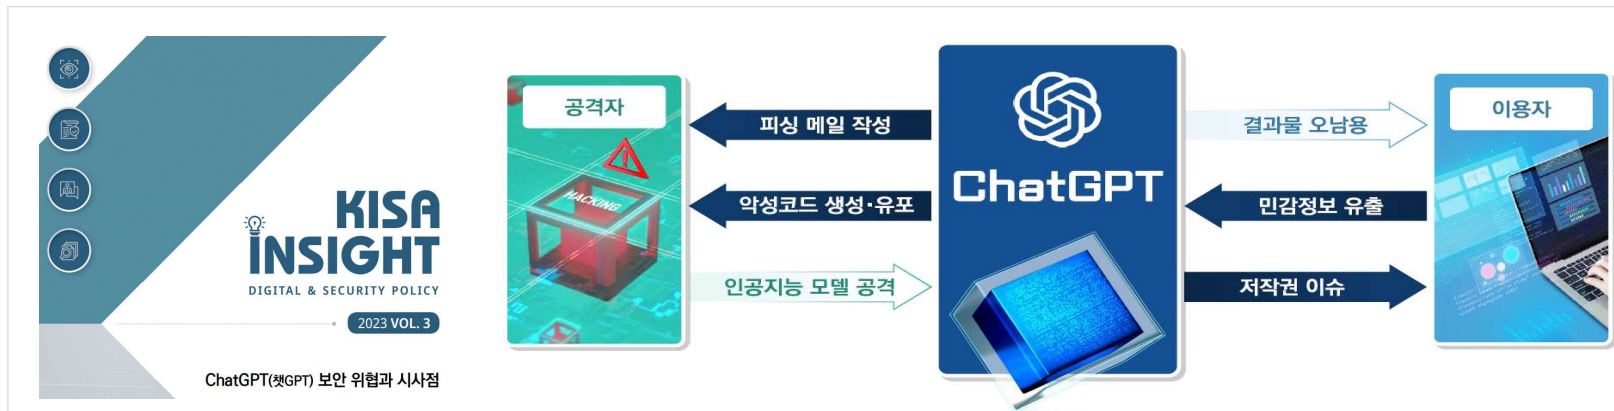 KISA
INSIGHT
DIGITAL & SECURITY POLICY
2023 VOL. 3
ChatGPT(챗GPT) 보안 위협과 시사점
공격자
HACKING
피싱 메일 작성
악성코드 생성·유포
인공지능 모델 공격
ChatGPT
결과물 오남용
민감정보 유출
저작권 이슈
이용자